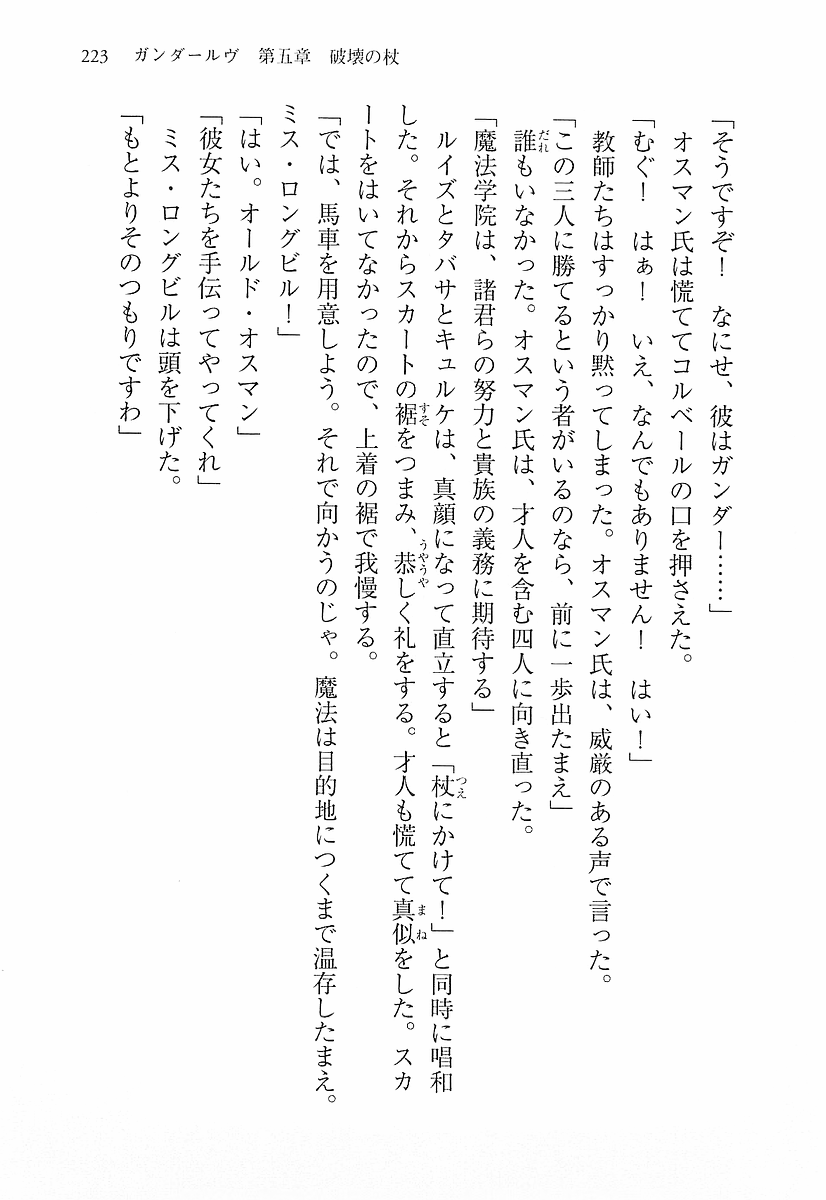 223 ガンダールヴ 第五章 破壊の杖
「そうですぞ! なにせ、彼はガンダー……」
オスマン氏は慌ててコルベールの口を押さえた。
「むぐ! はぁ! いえ、なんでもありません! はい!」
教師たちはすっかり黙ってしまった。オスマン氏は、威厳のある声で言った。
「この三人に勝てるという者がいるのなら、前に一歩出たまえ」
誰もいなかった。オスマン氏は、才人を含む四人に向き直った。
「魔法学院は、諸君らの努力と貴族の義務に期待する」
ルイズとタバサとキュルケは、真顔になって直立すると「杖にかけて!」と同時に唱和
した。それからスカートの裾をつまみ、恭しく礼をする。才人も慌てて真似をした。スカ
ートをはいてなかったので、上着の裾で我慢する。
「では、馬車を用意しよう。それで向かうのじゃ。魔法は目的地につくまで温存したまえ。
ミス・ロングビル!」
「はい。オールド・オスマン」
「彼女たちを手伝ってやってくれ」
ミス・ロングビルは頭を下げた。
「もとよりそのつもりですわ」